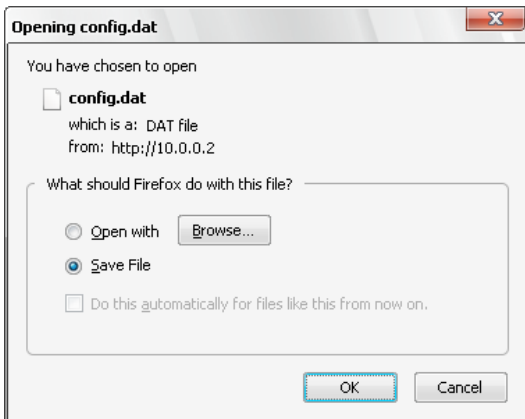 Opening config.dat
You have chosen to open
config.dat
which is a: DAT file
from: http://10.0.0.2
What should Firefox do with this file?
Open with Browse...
Save File
Do this automatically for files like this from now on.
OK Cancel